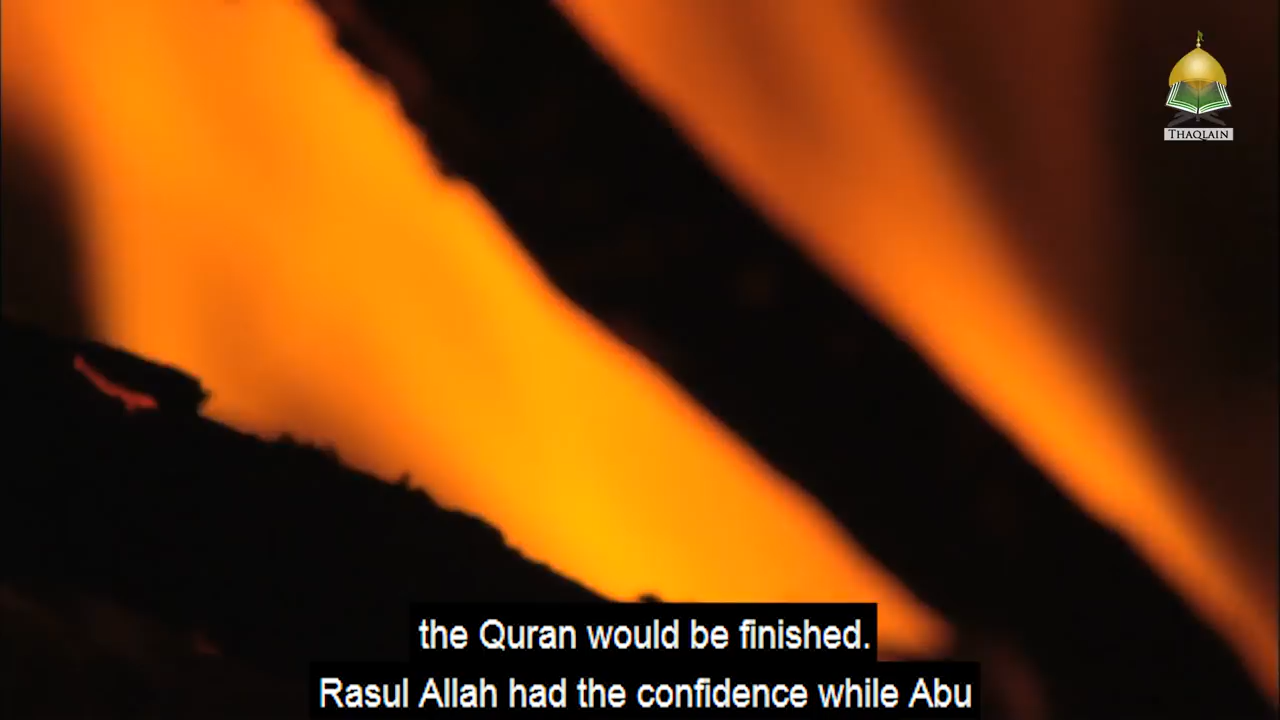 THAQLAIN
the Quran would be finished.
Rasul Allah had the confidence while Abu